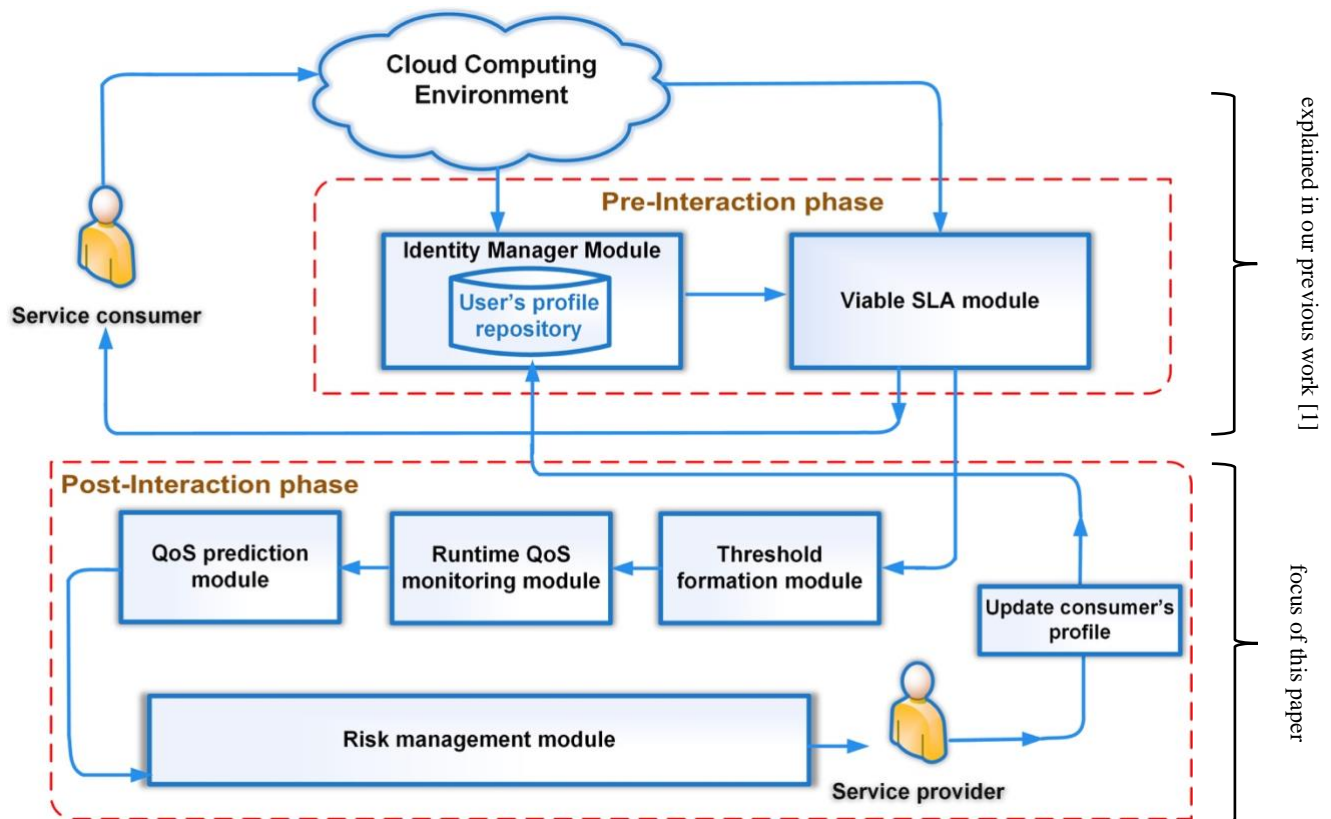 Cloud Computing
Environment
explained in our previous work [1]
Pre-Interaction phase
Identity Manager Module
User's profile
repository
Viable SLA module
Service consumer
Post-Interaction phase
QoS prediction
module
Runtime QoS
monitoring module
Threshold
formation module
Update consumer's
profile
focus of this paper
Risk management module
Service provider